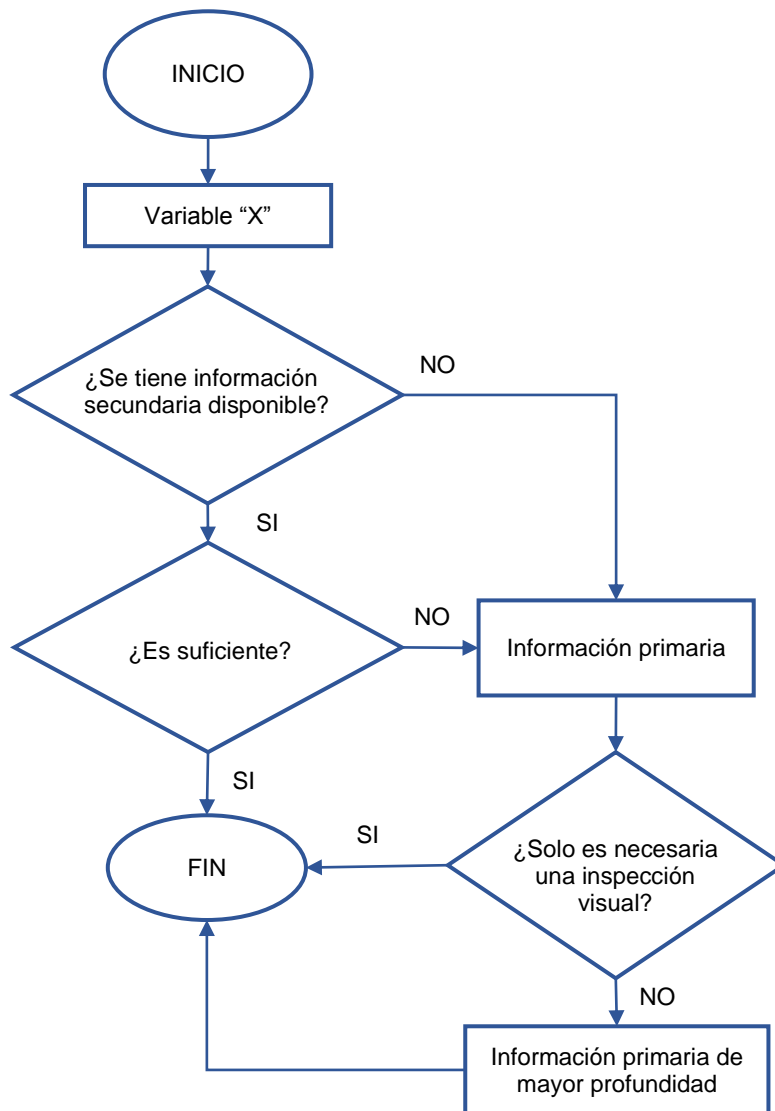 INICIO
Variable “X”
¿Se tiene información
secundaria disponible?
NO
SI
¿Es suficiente?
NO
Información primaria
SI
FIN
SI
¿Solo es necesaria
una inspección
visual?
NO
Información primaria de
mayor profundidad